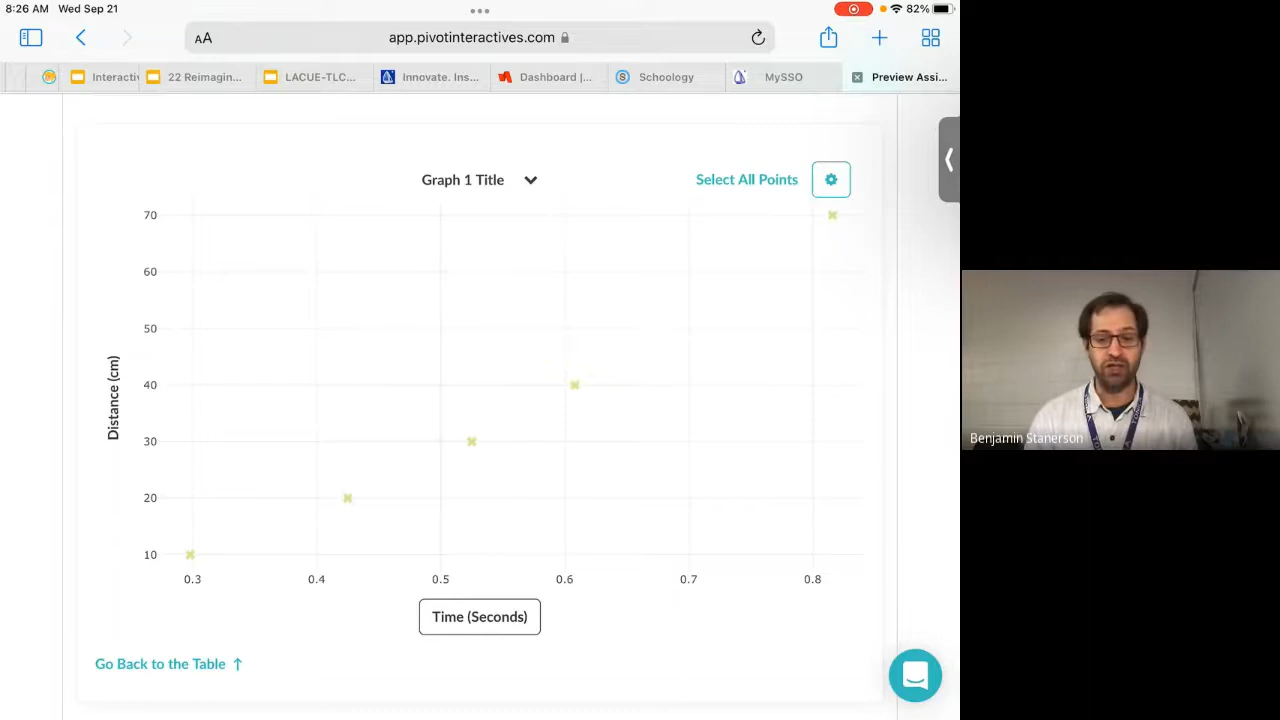 8:26 AM Wed Sep 21
82%
AA app.pivotinteractives.com
Interactiv 22 Reimagin... LACUE-TLC... Innovate. Ins... Dashboard |... Schoology MySSO Preview Assi...
Graph 1 Title
Select All Points
70
60
50
40
30
20
10
Distance (cm)
0.3 0.4 0.5 0.6 0.7 0.8
Time (Seconds)
Go Back to the Table ↑
Benjamin Stanerson